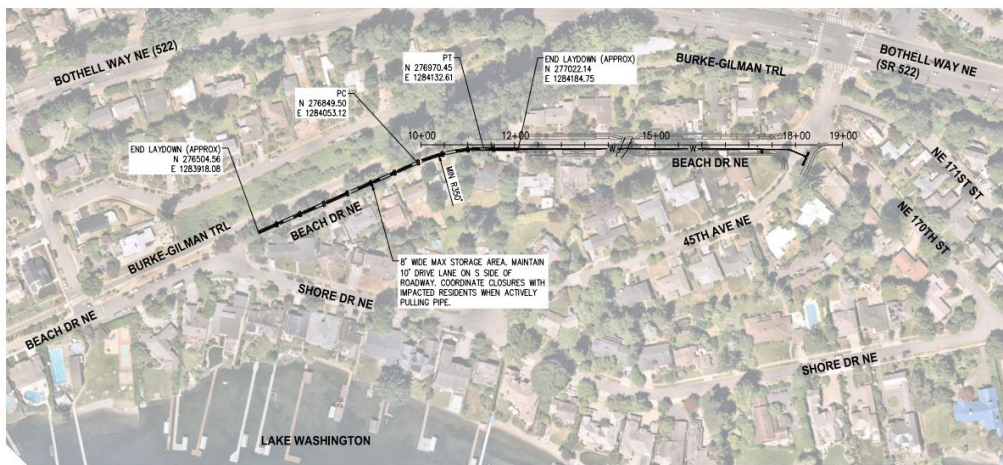 BOTHELL WAY NE (522)
PT
N 276970.45
E 1284132.61
END LAYDOWN (APPROX)
N 277022.14
E 1284184.75
BURKE-GILMAN TRL
BOTHELL WAY NE
(SR 522)
PC
N 276849.50
E 1284053.12
END LAYDOWN (APPROX)
N 276504.56
E 1283918.08
10+00
12+00
15+00
18+00
19+00
W
W
BEACH DR NE
MIN R350'
NE 171ST ST
NE 170TH ST
BURKE-GILMAN TRL
BEACH DR NE
45TH AVE NE
8' WIDE MAX STORAGE AREA. MAINTAIN
10' DRIVE LANE ON S SIDE OF
ROADWAY. COORDINATE CLOSURES WITH
IMPACTED RESIDENTS WHEN ACTIVELY
PULLING PIPE.
SHORE DR NE
BEACH DR NE
SHORE DR NE
LAKE WASHINGTON